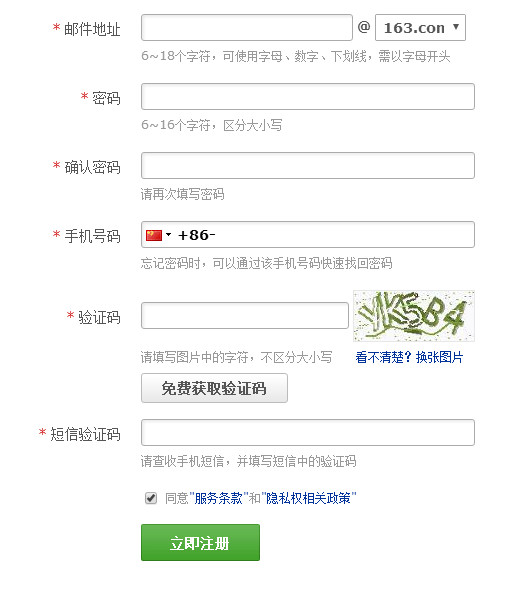 * 邮件地址 @ 163.con ▼
6~18个字符，可使用字母、数字、下划线，需以字母开头
* 密码
6~16个字符，区分大小写
* 确认密码
请再次填写密码
* 手机号码 +86-
忘记密码时，可以通过该手机号码快速找回密码
* 验证码
请填写图片中的字符，不区分大小写 看不清楚？换张图片
免费获取验证码
* 短信验证码
请查收手机短信，并填写短信中的验证码
同意"服务条款"和"隐私权相关政策"
立即注册